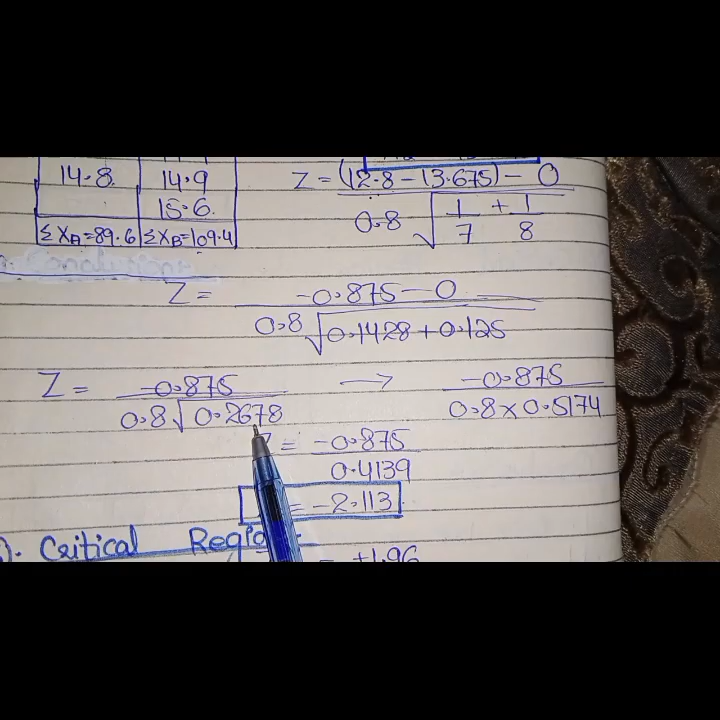 14.8 14.9
15.6
ΣXA=89.6 ΣXB=109.4
Z = (12.8 - 13.675) - 0
0.8 √ 1/7 + 1/8
Z = -0.875 - 0
0.8 √0.1428 + 0.125
Z = -0.875 → -0.875
0.8 √0.2678 0.8 x 0.5174
= -0.875
0.4139
= -2.113
Critical Region
±1.96